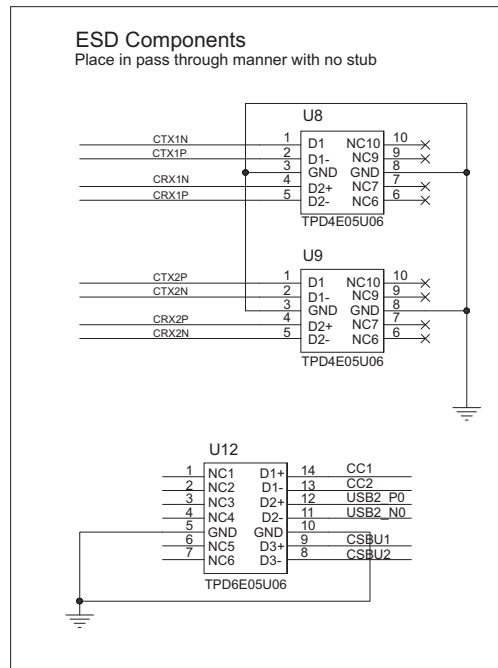 ESD Components
Place in pass through manner with no stub
U8
CTX1N 1 D1 NC10 10
CTX1P 2 D1- NC9 9
3 GND GND 8
CRX1N 4 D2+ NC7 7
CRX1P 5 D2- NC6 6
TPD4E05U06
U9
CTX2P 1 D1 NC10 10
CTX2N 2 D1- NC9 9
3 GND GND 8
CRX2P 4 D2+ NC7 7
CRX2N 5 D2- NC6 6
TPD4E05U06
U12
1 NC1 D1+ 14 CC1
2 NC2 D1- 13 CC2
3 NC3 D2+ 12 USB2_P0
4 NC4 D2- 11 USB2_N0
5 GND GND 10
6 NC5 D3+ 9 CSBU1
7 NC6 D3- 8 CSBU2
TPD6E05U06